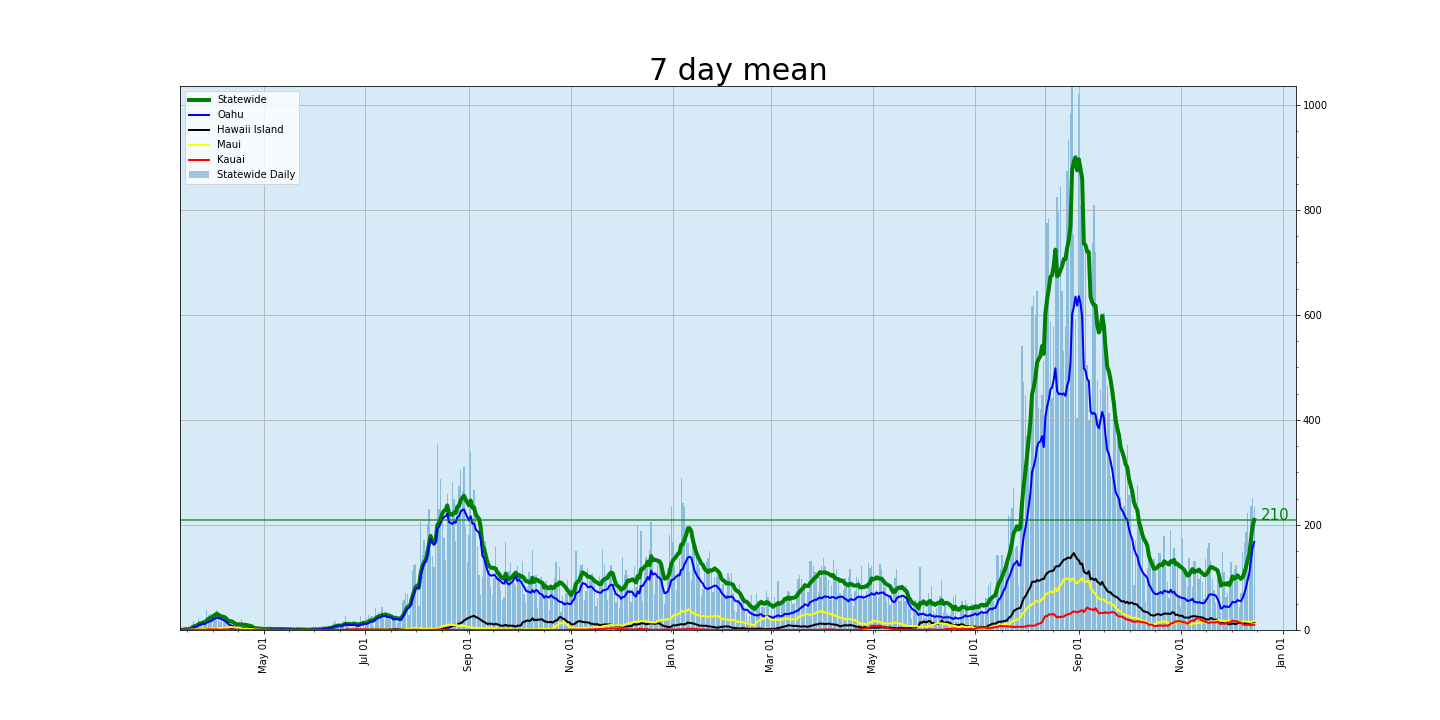 7 day mean
Statewide
Oahu
Hawaii Island
Maui
Kauai
Statewide Daily
1000
800
600
400
200
0
210
May 01
Jul 01
Sep 01
Nov 01
Jan 01
Mar 01
May 01
Jul 01
Sep 01
Nov 01
Jan 01